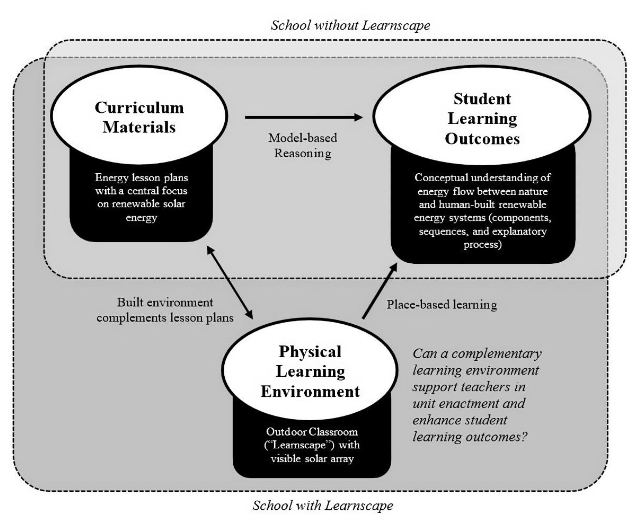 School without Learnscape
Curriculum
Materials
Energy lesson plans
with a central focus
on renewable solar
energy
Model-based
Reasoning
Student
Learning
Outcomes
Conceptual understanding of
energy flow between nature
and human-built renewable
energy systems (components,
sequences, and explanatory
process)
Built environment
complements lesson plans
Place-based learning
Physical
Learning
Environment
Outdoor Classroom
("Learnscape") with
visible solar array
Can a complementary
learning environment
support teachers in
unit enactment and
enhance student
learning outcomes?
School with Learnscape